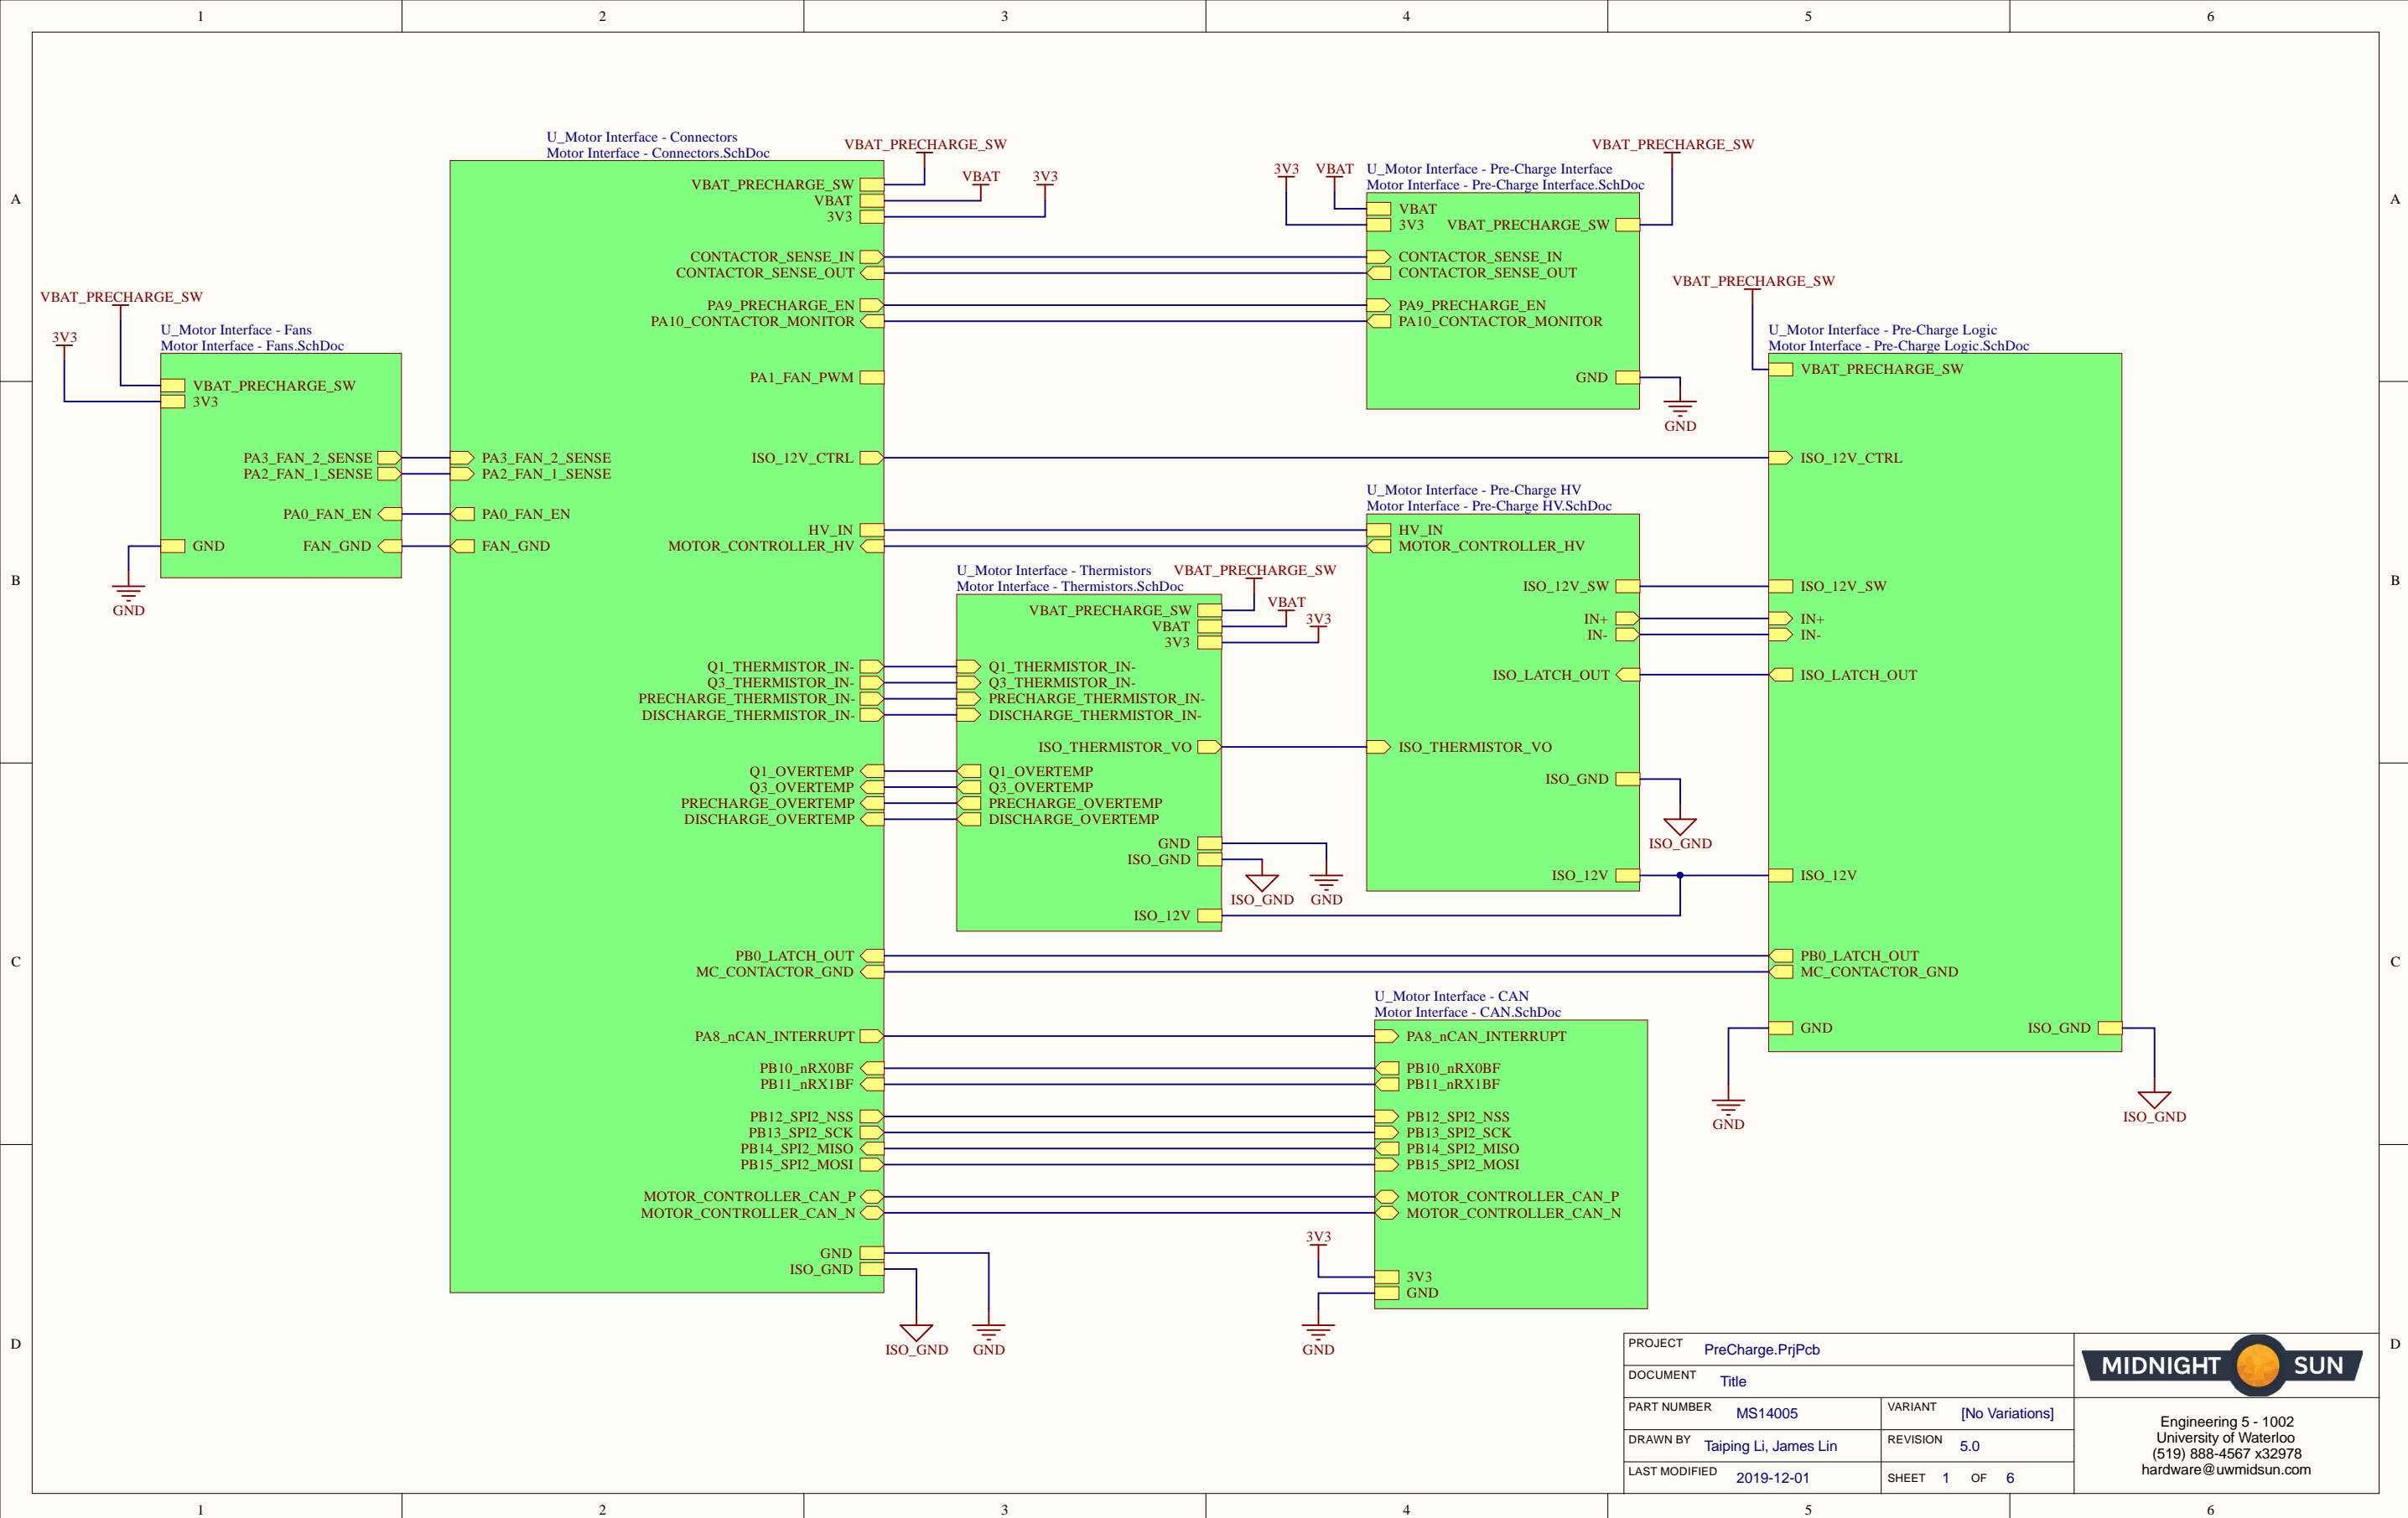 1 2 3 4 5 6
A
B
C
D
A
B
C
D
1 2 3 4 5 6
U_Motor Interface - Fans
Motor Interface - Fans.SchDoc
VBAT_PRECHARGE_SW
3V3
VBAT_PRECHARGE_SW
3V3
PA3_FAN_2_SENSE
PA2_FAN_1_SENSE
PA0_FAN_EN
GND
FAN_GND
GND
U_Motor Interface - Connectors
Motor Interface - Connectors.SchDoc
VBAT_PRECHARGE_SW
VBAT
3V3
VBAT_PRECHARGE_SW
VBAT
3V3
CONTACTOR_SENSE_IN
CONTACTOR_SENSE_OUT
PA9_PRECHARGE_EN
PA10_CONTACTOR_MONITOR
PA1_FAN_PWM
PA3_FAN_2_SENSE
PA2_FAN_1_SENSE
PA0_FAN_EN
FAN_GND
ISO_12V_CTRL
HV_IN
MOTOR_CONTROLLER_HV
Q1_THERMISTOR_IN-
Q3_THERMISTOR_IN-
PRECHARGE_THERMISTOR_IN-
DISCHARGE_THERMISTOR_IN-
Q1_OVERTEMP
Q3_OVERTEMP
PRECHARGE_OVERTEMP
DISCHARGE_OVERTEMP
PB0_LATCH_OUT
MC_CONTACTOR_GND
PA8_nCAN_INTERRUPT
PB10_nRX0BF
PB11_nRX1BF
PB12_SPI2_NSS
PB13_SPI2_SCK
PB14_SPI2_MISO
PB15_SPI2_MOSI
MOTOR_CONTROLLER_CAN_P
MOTOR_CONTROLLER_CAN_N
GND
ISO_GND
ISO_GND
GND
U_Motor Interface - Thermistors
Motor Interface - Thermistors.SchDoc
VBAT_PRECHARGE_SW
VBAT
3V3
VBAT_PRECHARGE_SW
VBAT
3V3
Q1_THERMISTOR_IN-
Q3_THERMISTOR_IN-
PRECHARGE_THERMISTOR_IN-
DISCHARGE_THERMISTOR_IN-
ISO_THERMISTOR_VO
Q1_OVERTEMP
Q3_OVERTEMP
PRECHARGE_OVERTEMP
DISCHARGE_OVERTEMP
GND
ISO_GND
ISO_GND
GND
ISO_12V
3V3
VBAT
U_Motor Interface - Pre-Charge Interface
Motor Interface - Pre-Charge Interface.SchDoc
VBAT_PRECHARGE_SW
VBAT
3V3
VBAT_PRECHARGE_SW
CONTACTOR_SENSE_IN
CONTACTOR_SENSE_OUT
PA9_PRECHARGE_EN
PA10_CONTACTOR_MONITOR
GND
GND
U_Motor Interface - Pre-Charge HV
Motor Interface - Pre-Charge HV.SchDoc
HV_IN
MOTOR_CONTROLLER_HV
ISO_12V_SW
IN+
IN-
ISO_LATCH_OUT
ISO_THERMISTOR_VO
ISO_GND
ISO_GND
ISO_12V
U_Motor Interface - CAN
Motor Interface - CAN.SchDoc
PA8_nCAN_INTERRUPT
PB10_nRX0BF
PB11_nRX1BF
PB12_SPI2_NSS
PB13_SPI2_SCK
PB14_SPI2_MISO
PB15_SPI2_MOSI
MOTOR_CONTROLLER_CAN_P
MOTOR_CONTROLLER_CAN_N
3V3
3V3
GND
GND
VBAT_PRECHARGE_SW
U_Motor Interface - Pre-Charge Logic
Motor Interface - Pre-Charge Logic.SchDoc
VBAT_PRECHARGE_SW
ISO_12V_CTRL
ISO_12V_SW
IN+
IN-
ISO_LATCH_OUT
ISO_12V
PB0_LATCH_OUT
MC_CONTACTOR_GND
GND
ISO_GND
GND
ISO_GND
PROJECT PreCharge.PrjPcb
DOCUMENT Title
PART NUMBER MS14005 VARIANT [No Variations]
DRAWN BY Taiping Li, James Lin REVISION 5.0
LAST MODIFIED 2019-12-01 SHEET 1 OF 6
MIDNIGHT SUN
Engineering 5 - 1002
University of Waterloo
(519) 888-4567 x32978
hardware@uwmidsun.com